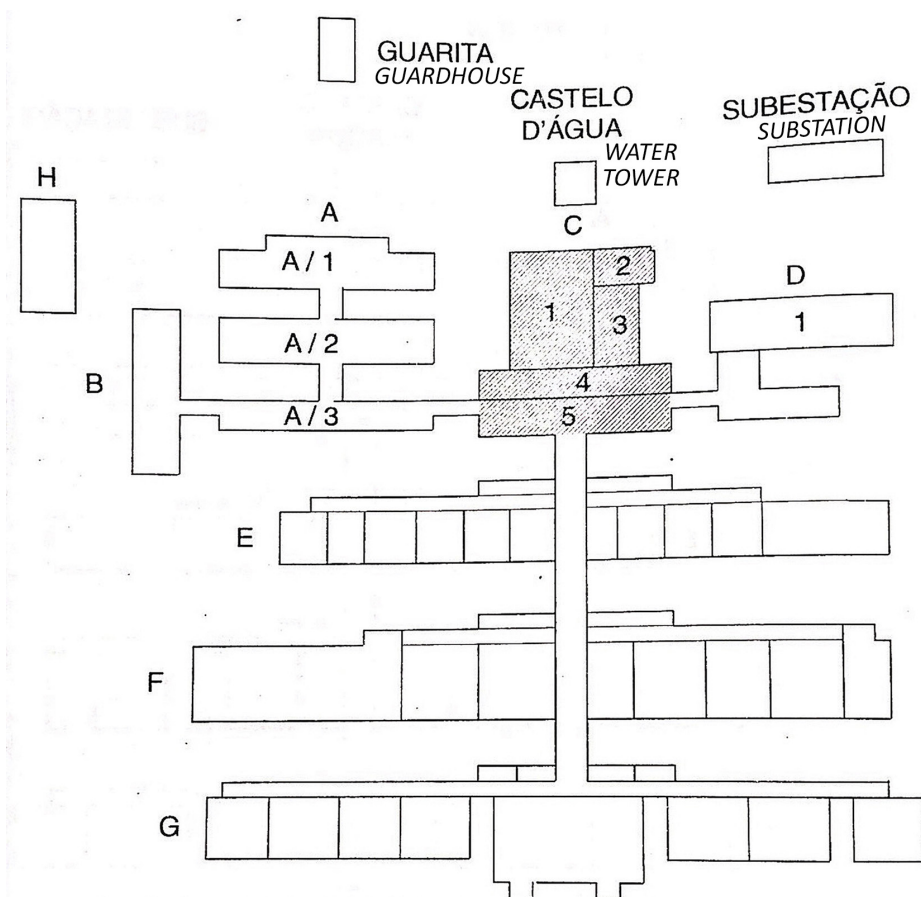 GUARITA
GUARDHOUSE
CASTELO
D'ÁGUA
WATER
TOWER
SUBESTAÇÃO
SUBSTATION
H
A
C
D
A / 1
A / 2
A / 3
B
1
2
3
4
5
1
E
F
G